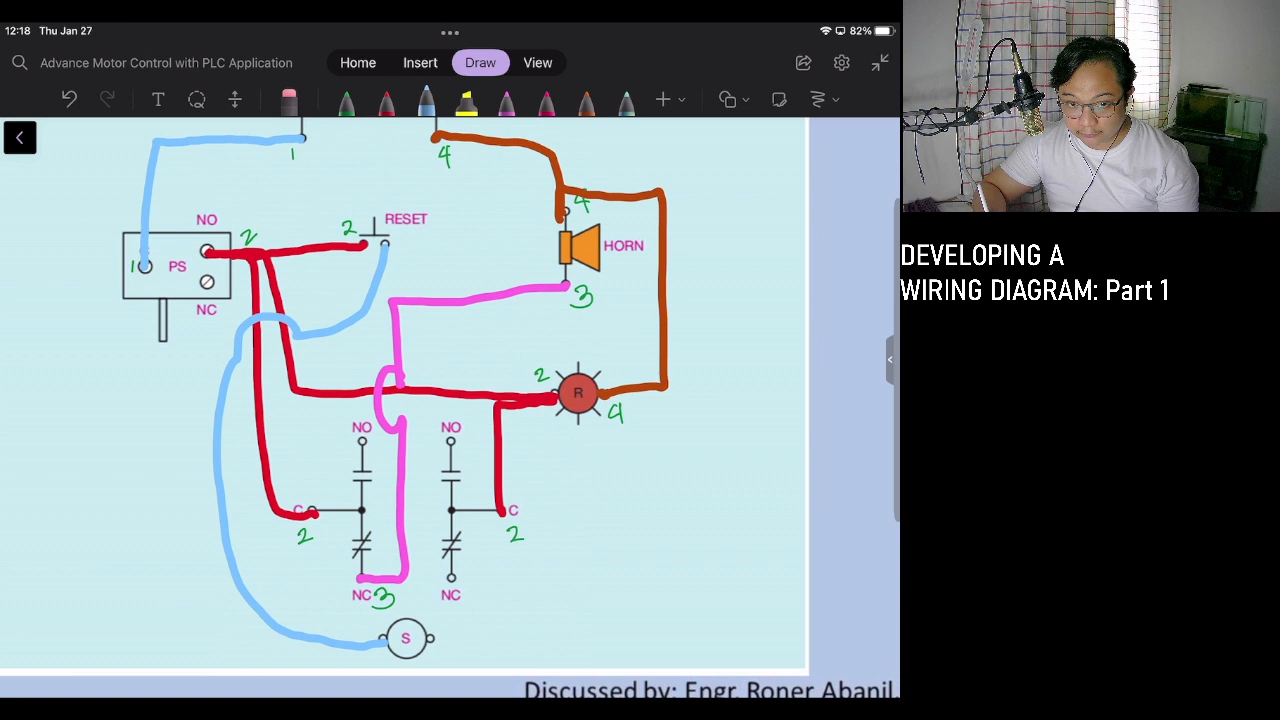 12:18 Thu Jan 27
82%
Advance Motor Control with PLC Application
Home Insert Draw View
T
1
4
NO
2
2
RESET
4
1
PS
HORN
NC
3
2
R
4
NO
NO
C
C
2
2
NC
3
NC
S
Discussed by: Engr. Roner Abanil
DEVELOPING A
WIRING DIAGRAM: Part 1